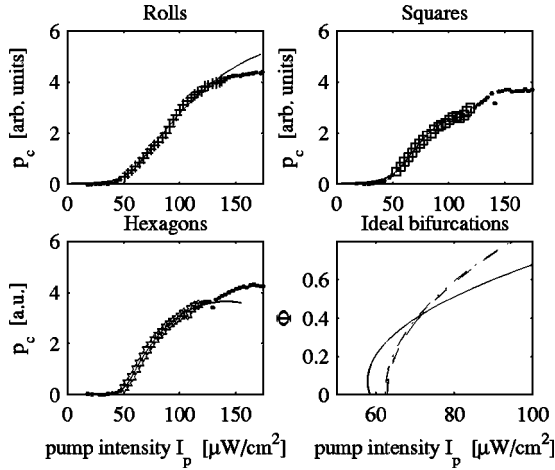 Rolls
Squares
6
4
2
0
p_c [arb. units]
0 50 100 150
6
4
2
0
p_c [arb. units]
0 50 100 150
Hexagons
Ideal bifurcations
6
4
2
0
p_c [a.u.]
0 50 100 150
pump intensity I_p [μW/cm²]
0.6
0.4
0.2
0
Φ
60 80 100
pump intensity I_p [μW/cm²]